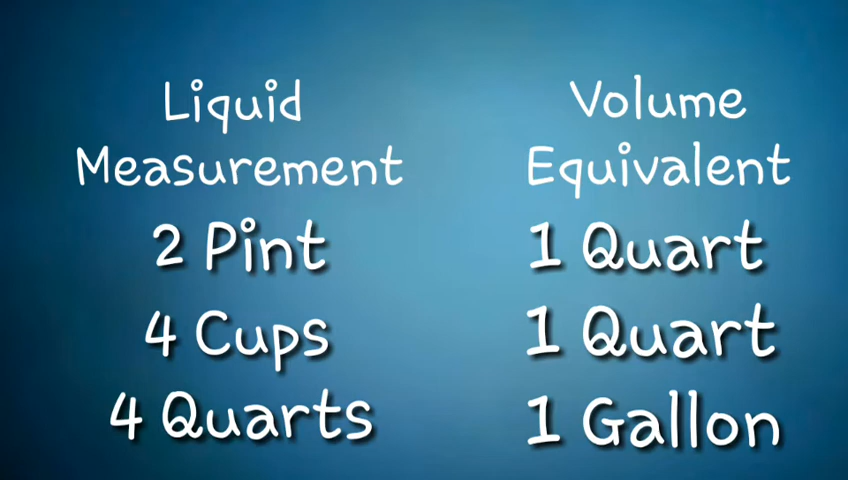 Liquid Measurement
Volume Equivalent
2 Pint 1 Quart
4 Cups 1 Quart
4 Quarts 1 Gallon